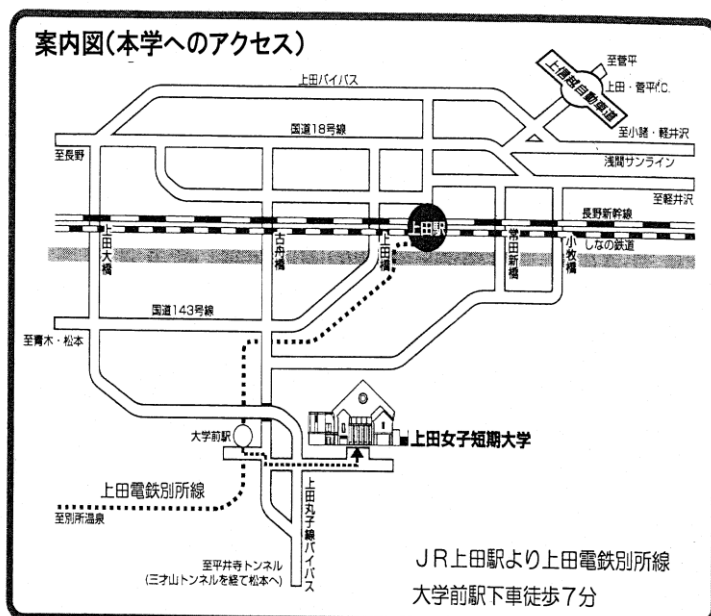 案内図(本学へのアクセス)
至菅平
上信越自動車道
上田・菅平I.C.
上田バイパス
国道18号線
至小諸・軽井沢
至長野
浅間サンライン
至軽井沢
長野新幹線
上田駅
しなの鉄道
上田大橋
古舟橋
上田橋
常田新橋
小牧橋
国道143号線
至青木・松本
大学前駅
上田女子短期大学
上田電鉄別所線
至別所温泉
上田丸子線バイパス
至平井寺トンネル
(三才山トンネルを経て松本へ)
JR上田駅より上田電鉄別所線
大学前駅下車徒歩7分